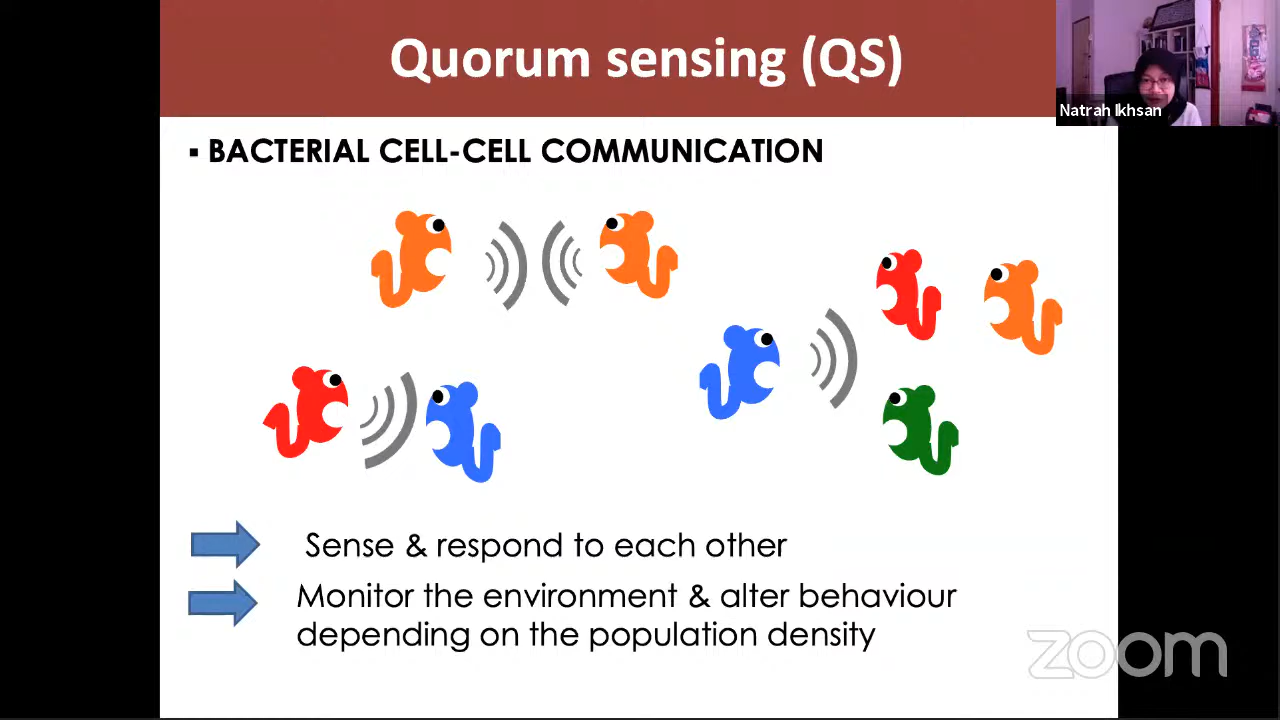 Quorum sensing (QS)
Natrah Ikhsan
▪ BACTERIAL CELL-CELL COMMUNICATION
Sense & respond to each other
Monitor the environment & alter behaviour
depending on the population density
zoom